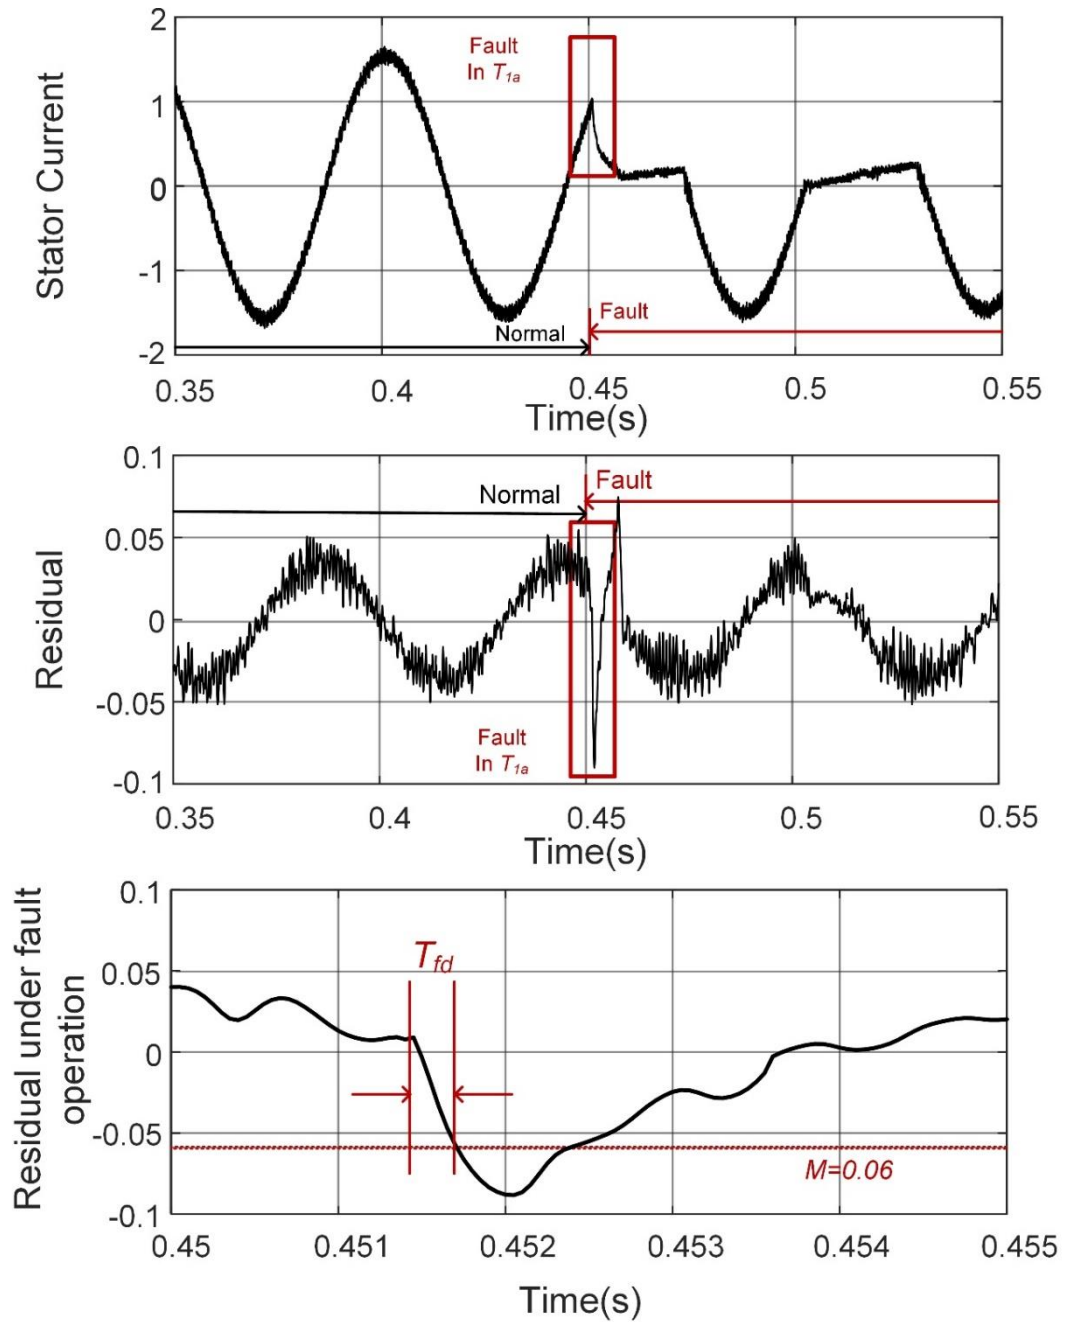 Stator Current
2
1
0
-1
-2
Fault
In T1a
Fault
Normal
0.35 0.4 0.45 0.5 0.55
Time(s)
Residual
0.1
0.05
0
-0.05
-0.1
Normal
Fault
Fault
In T1a
0.35 0.4 0.45 0.5 0.55
Time(s)
Residual under fault
operation
0.1
0.05
0
-0.05
-0.1
Tfd
M=0.06
0.45 0.451 0.452 0.453 0.454 0.455
Time(s)